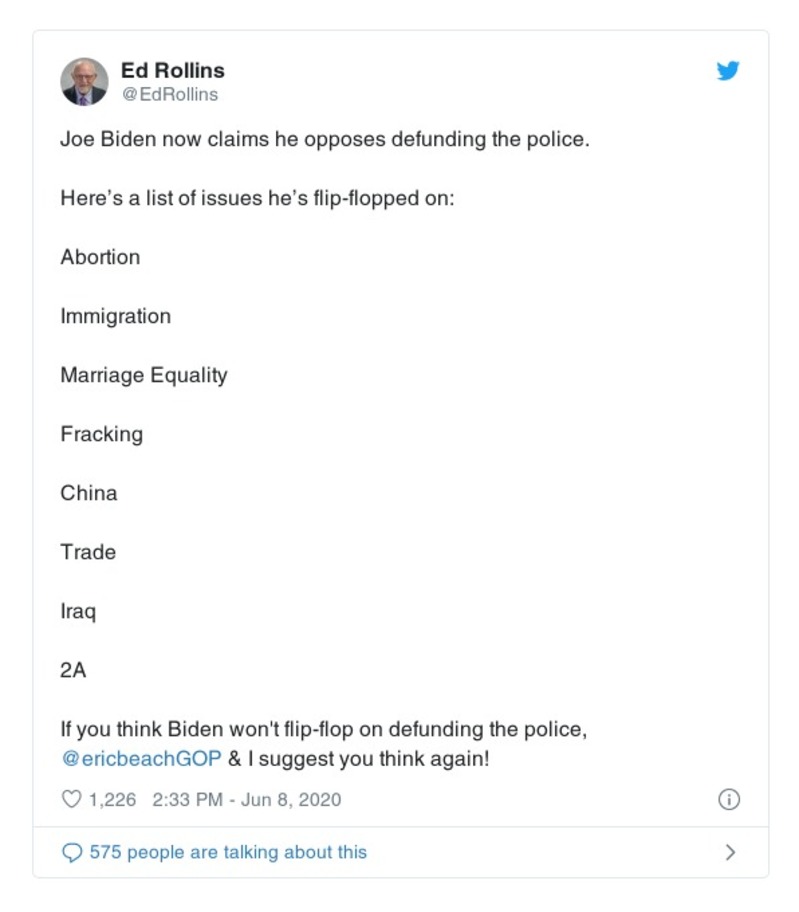 Ed Rollins
@EdRollins
Joe Biden now claims he opposes defunding the police.
Here’s a list of issues he’s flip-flopped on:
Abortion
Immigration
Marriage Equality
Fracking
China
Trade
Iraq
2A
If you think Biden won't flip-flop on defunding the police,
@ericbeachGOP & I suggest you think again!
1,226 2:33 PM - Jun 8, 2020
575 people are talking about this